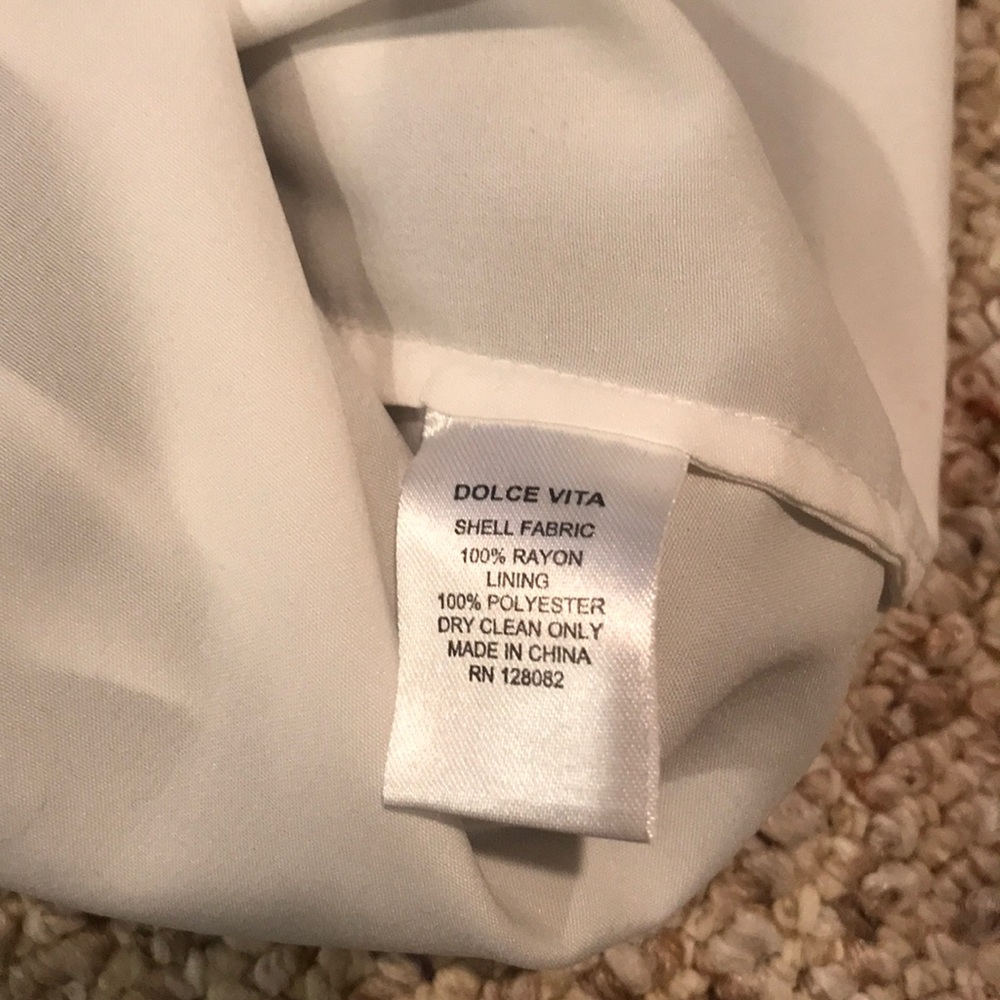 DOLCE VITA
SHELL FABRIC
100% RAYON
LINING
100% POLYESTER
DRY CLEAN ONLY
MADE IN CHINA
RN 128082